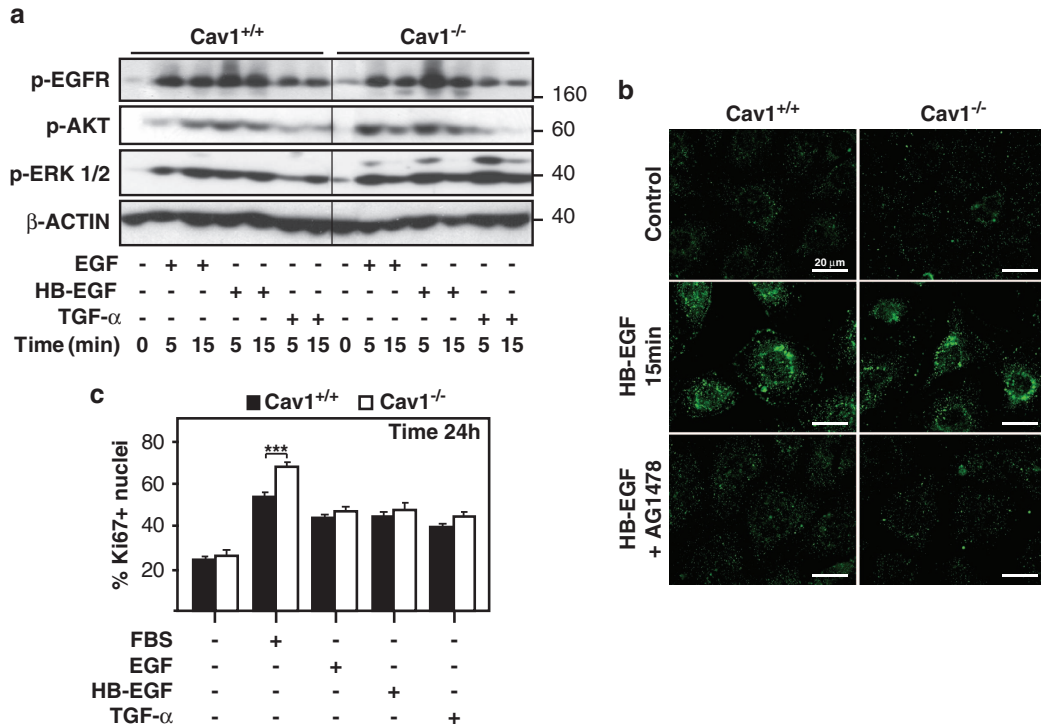 a
Cav1+/+ Cav1-/-
p-EGFR
160
p-AKT
60
p-ERK 1/2
40
β-ACTIN
40
EGF - + + - - - - - + + - - - -
HB-EGF - - - + + - - - - - + + - -
TGF-α - - - - - + + - - - - - + +
Time (min) 0 5 15 5 15 5 15 0 5 15 5 15 5 15
b
Cav1+/+ Cav1-/-
Control
20 μm
HB-EGF
15min
HB-EGF
+ AG1478
c
Cav1+/+ Cav1-/-
Time 24h
***
% Ki67+ nuclei
80
60
40
20
FBS - + - - -
EGF - - + - -
HB-EGF - - - + -
TGF-α - - - - +